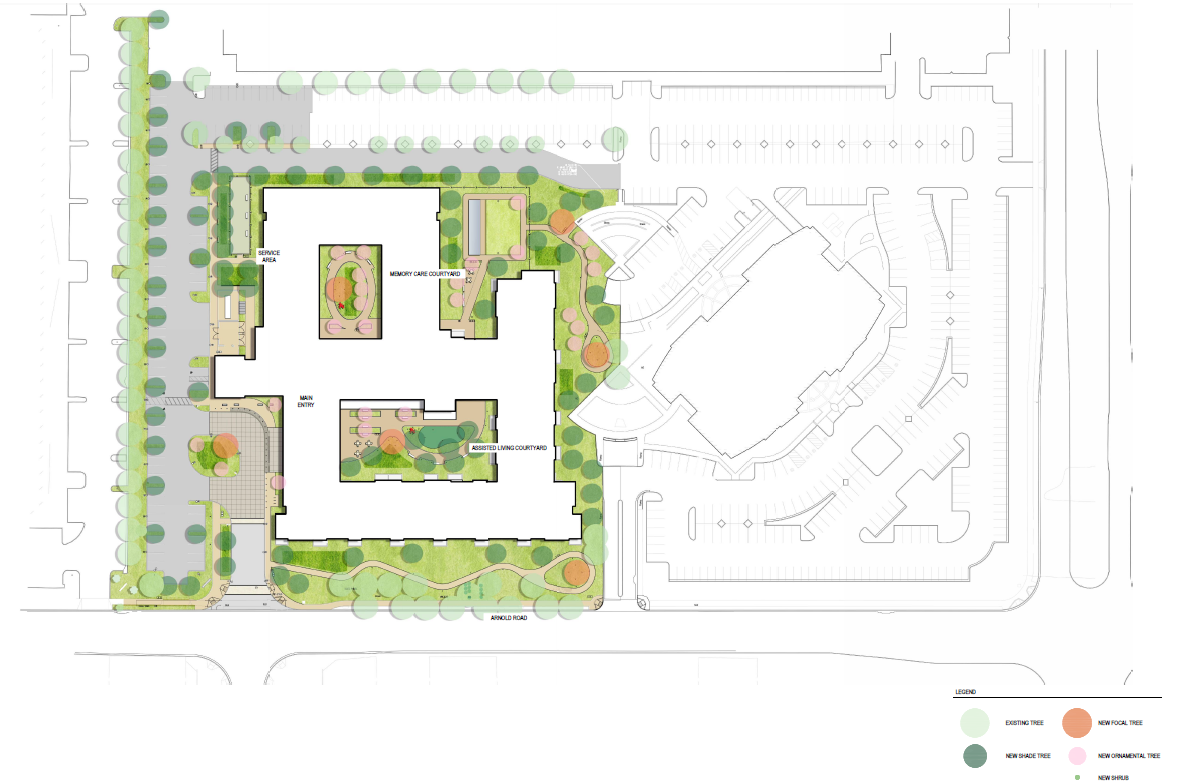 SERVICE
AREA
MEMORY CARE COURTYARD
MAIN
ENTRY
ASSISTED LIVING COURTYARD
ARNOLD ROAD
LEGEND
EXISTING TREE
NEW FOCAL TREE
NEW SHADE TREE
NEW ORNAMENTAL TREE
NEW SHRUB